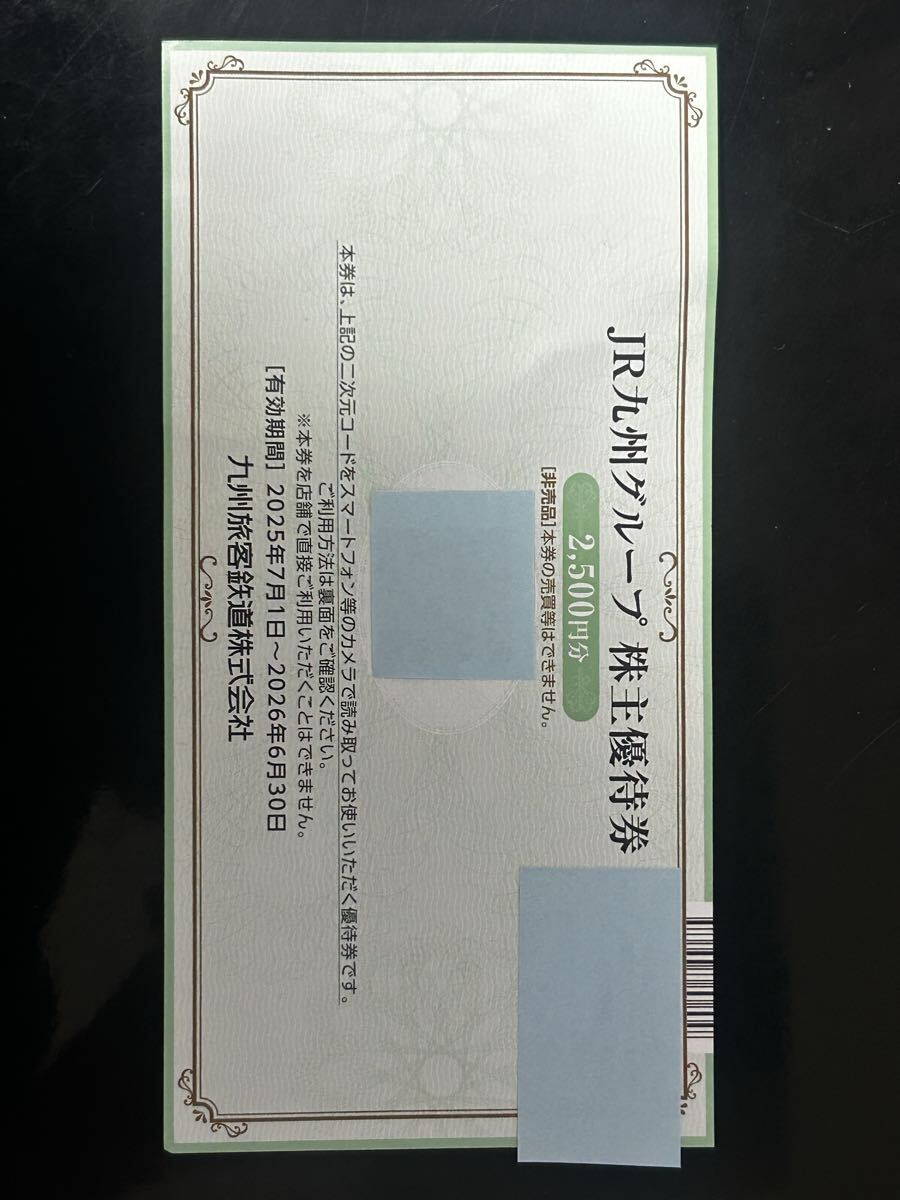 JR九州グループ 株主優待券
2,500円分
[非売品]本券の売買等はできません。
本券は、上記の二次元コードをスマートフォン等のカメラで読み取ってお使いいただく優待券です。
ご利用方法は裏面をご確認ください。
※本券を店舗で直接ご利用いただくことはできません。
[有効期間] 2025年7月1日～2026年6月30日
九州旅客鉄道株式会社